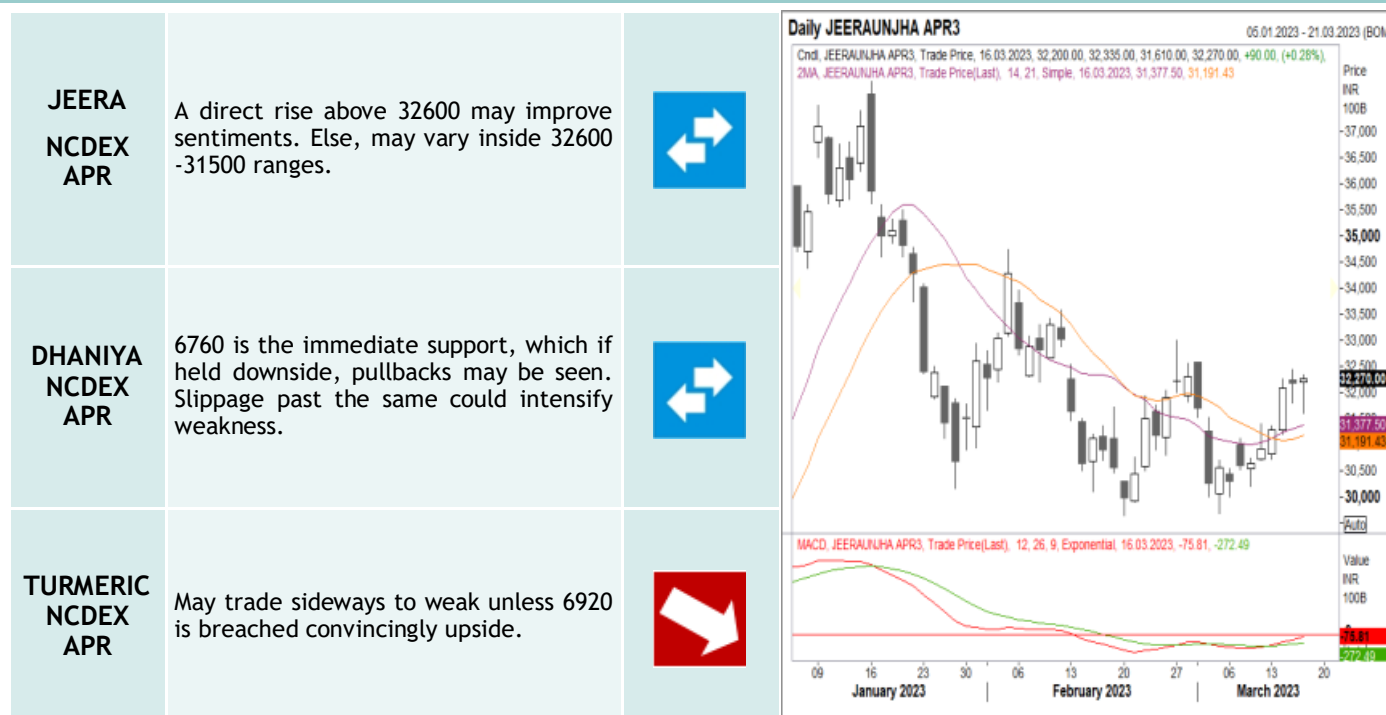 JEERA
NCDEX
APR
A direct rise above 32600 may improve
sentiments. Else, may vary inside 32600
-31500 ranges.
DHANIYA
NCDEX
APR
6760 is the immediate support, which if
held downside, pullbacks may be seen.
Slippage past the same could intensify
weakness.
TURMERIC
NCDEX
APR
May trade sideways to weak unless 6920
is breached convincingly upside.
Daily JEERAUNJHA APR3
05.01.2023 - 21.03.2023 (BOM
Cndl, JEERAUNJHA APR3, Trade Price, 16.03.2023, 32,200.00, 32,335.00, 31,610.00, 32,270.00, +90.00, (+0.28%),
2MA, JEERAUNJHA APR3, Trade Price(Last), 14, 21, Simple, 16.03.2023, 31,377.50, 31,191.43
Price
INR
100B
37,000
36,500
36,000
35,500
35,000
34,500
34,000
33,500
33,000
32,500
32,270.00
32,000
31,377.50
31,191.43
30,500
30,000
Auto
MACD, JEERAUNJHA APR3, Trade Price(Last), 12, 26, 9, Exponential, 16.03.2023, -75.81, -272.49
Value
INR
100B
-75.81
-272.49
09 16 23 30 06 13 20 27 06 13 20
January 2023 February 2023 March 2023